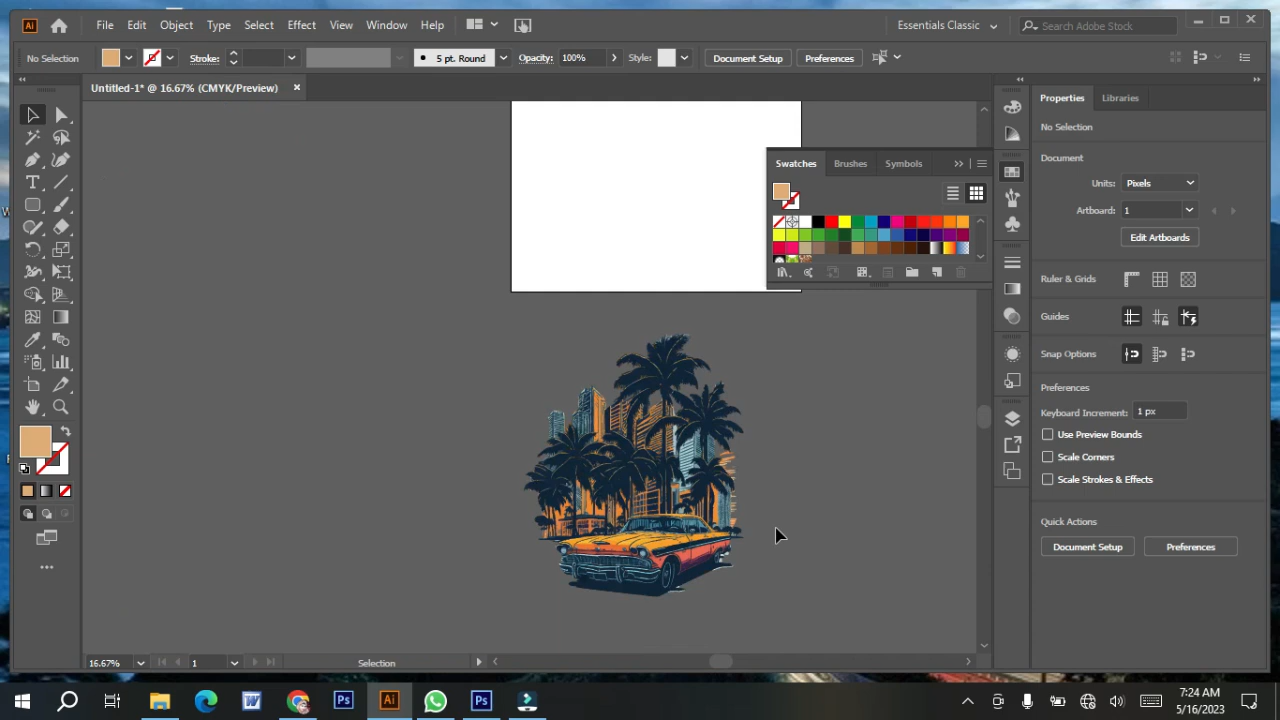 Ai File Edit Object Type Select Effect View Window Help Essentials Classic Search Adobe Stock
No Selection Stroke: 5 pt. Round Opacity: 100% Style: Document Setup Preferences
Untitled-1* @ 16.67% (CMYK/Preview)
Swatches Brushes Symbols
Properties Libraries
No Selection
Document
Units: Pixels
Artboard: 1
Edit Artboards
Ruler & Grids
Guides
Snap Options
Preferences
Keyboard Increment: 1 px
Use Preview Bounds
Scale Corners
Scale Strokes & Effects
Quick Actions
Document Setup Preferences
16.67% 1 Selection
W Ps Ai Ps
7:24 AM
5/16/2023